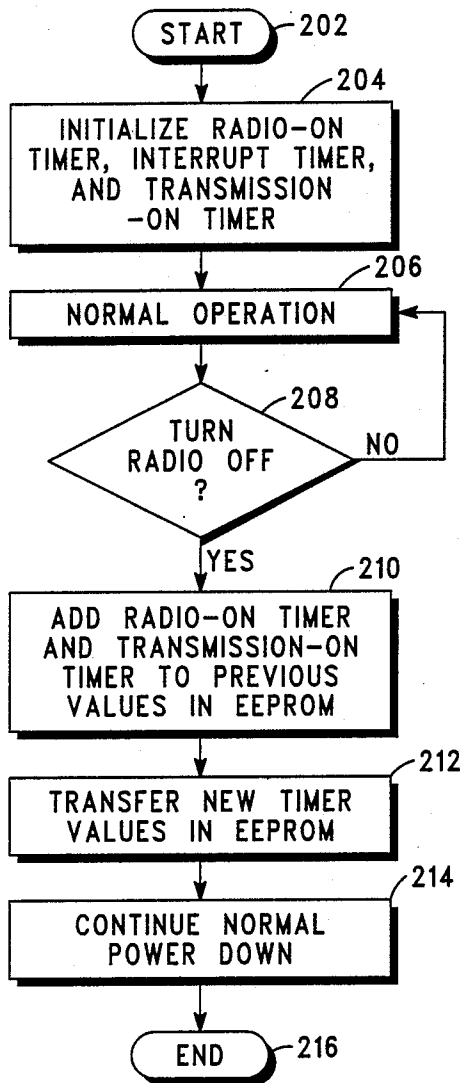 START
202
204
INITIALIZE RADIO-ON
TIMER, INTERRUPT TIMER,
AND TRANSMISSION
-ON TIMER
206
NORMAL OPERATION
208
TURN
RADIO OFF
?
NO
YES
210
ADD RADIO-ON TIMER
AND TRANSMISSION-ON
TIMER TO PREVIOUS
VALUES IN EEPROM
212
TRANSFER NEW TIMER
VALUES IN EEPROM
214
CONTINUE NORMAL
POWER DOWN
END
216